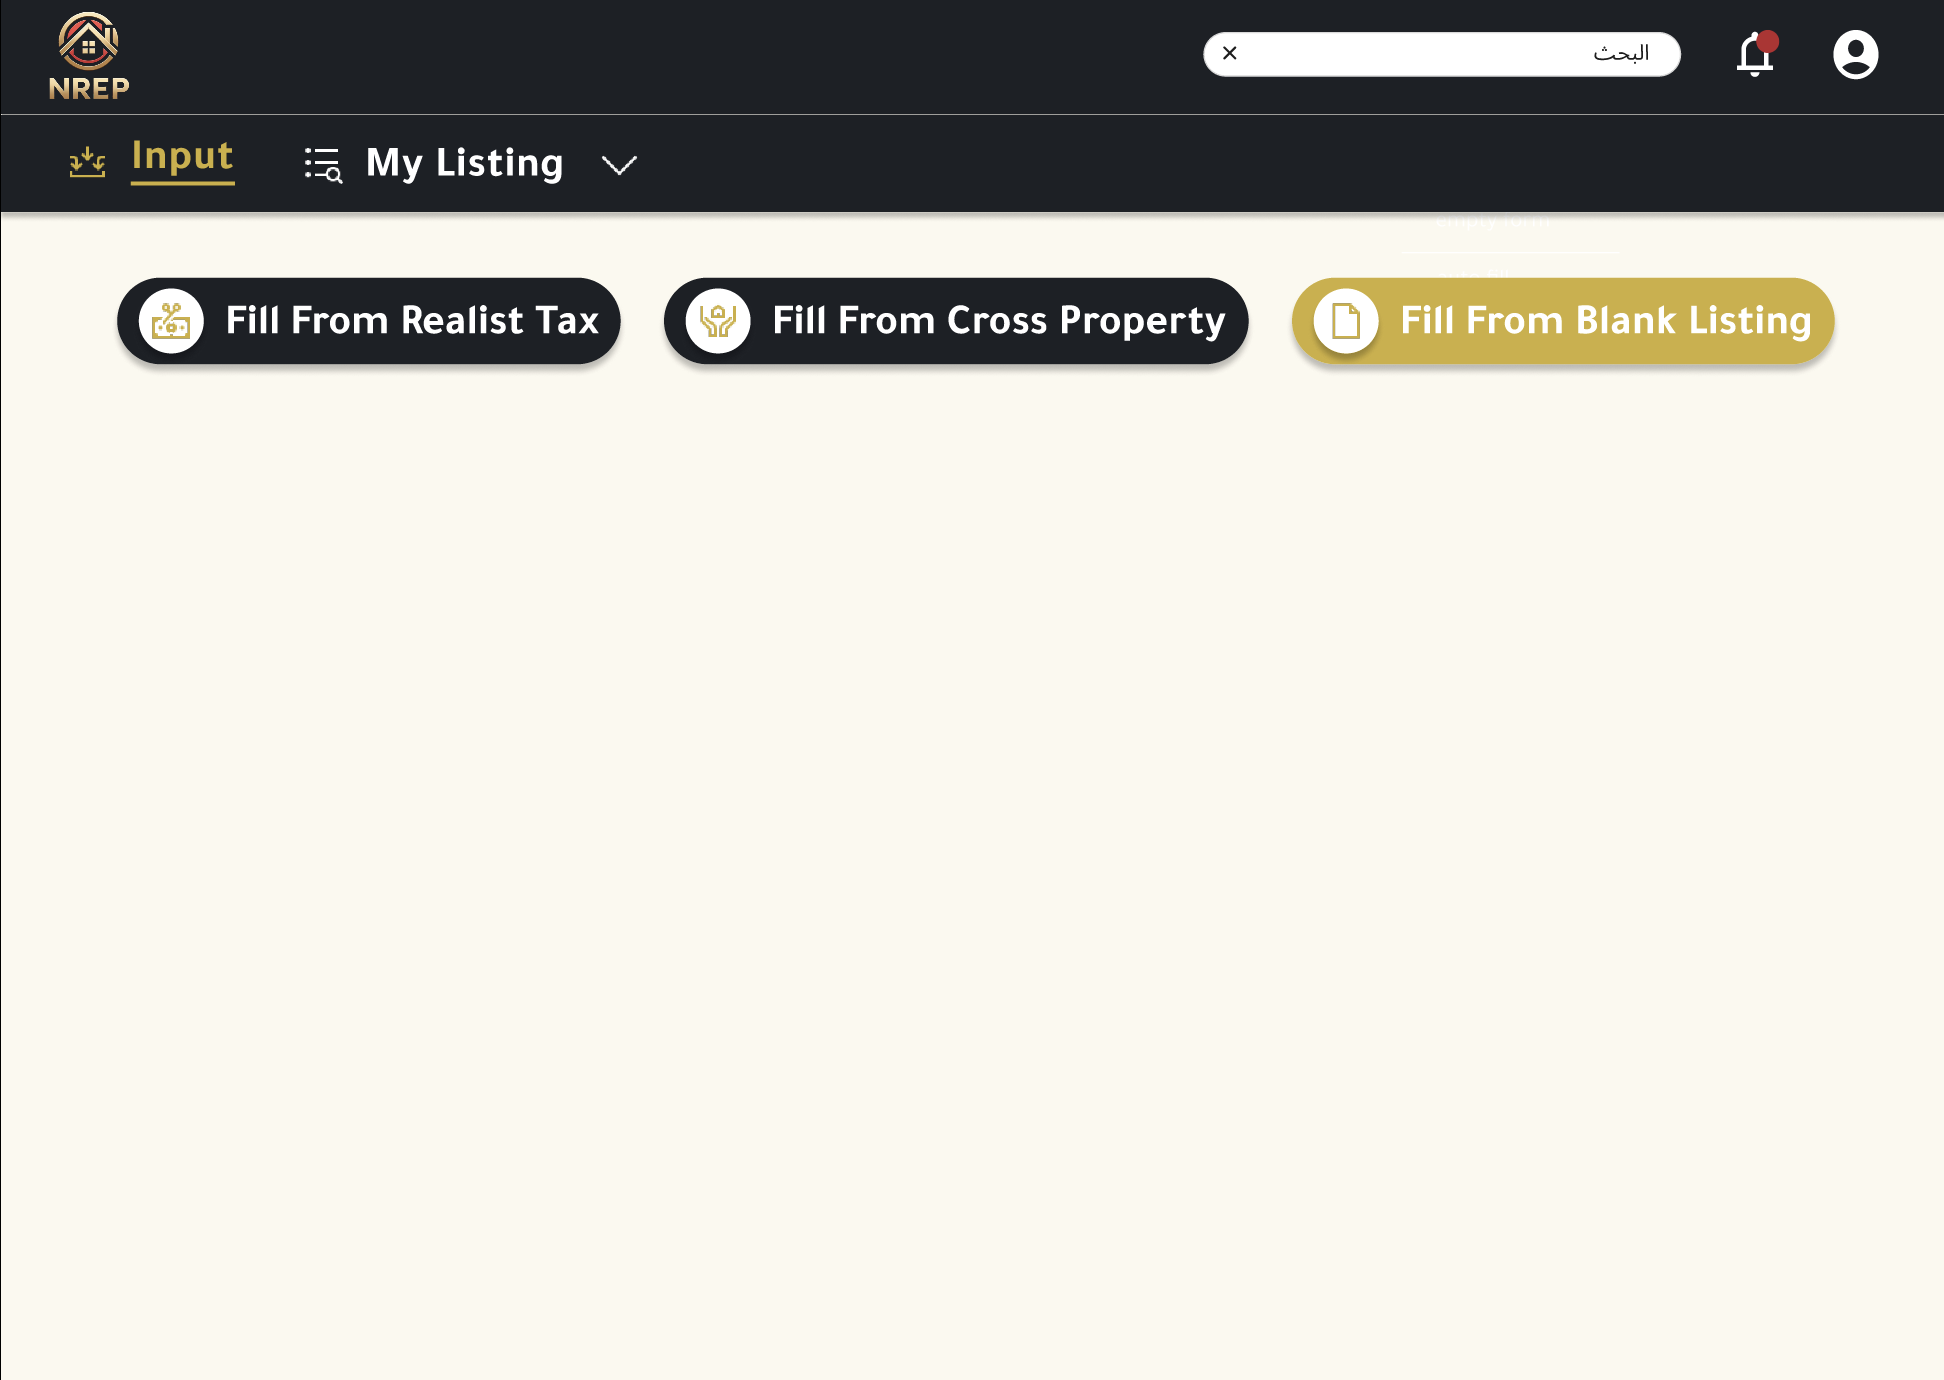 NREP
البحث
Input
My Listing
Fill From Realist Tax
Fill From Cross Property
Fill From Blank Listing